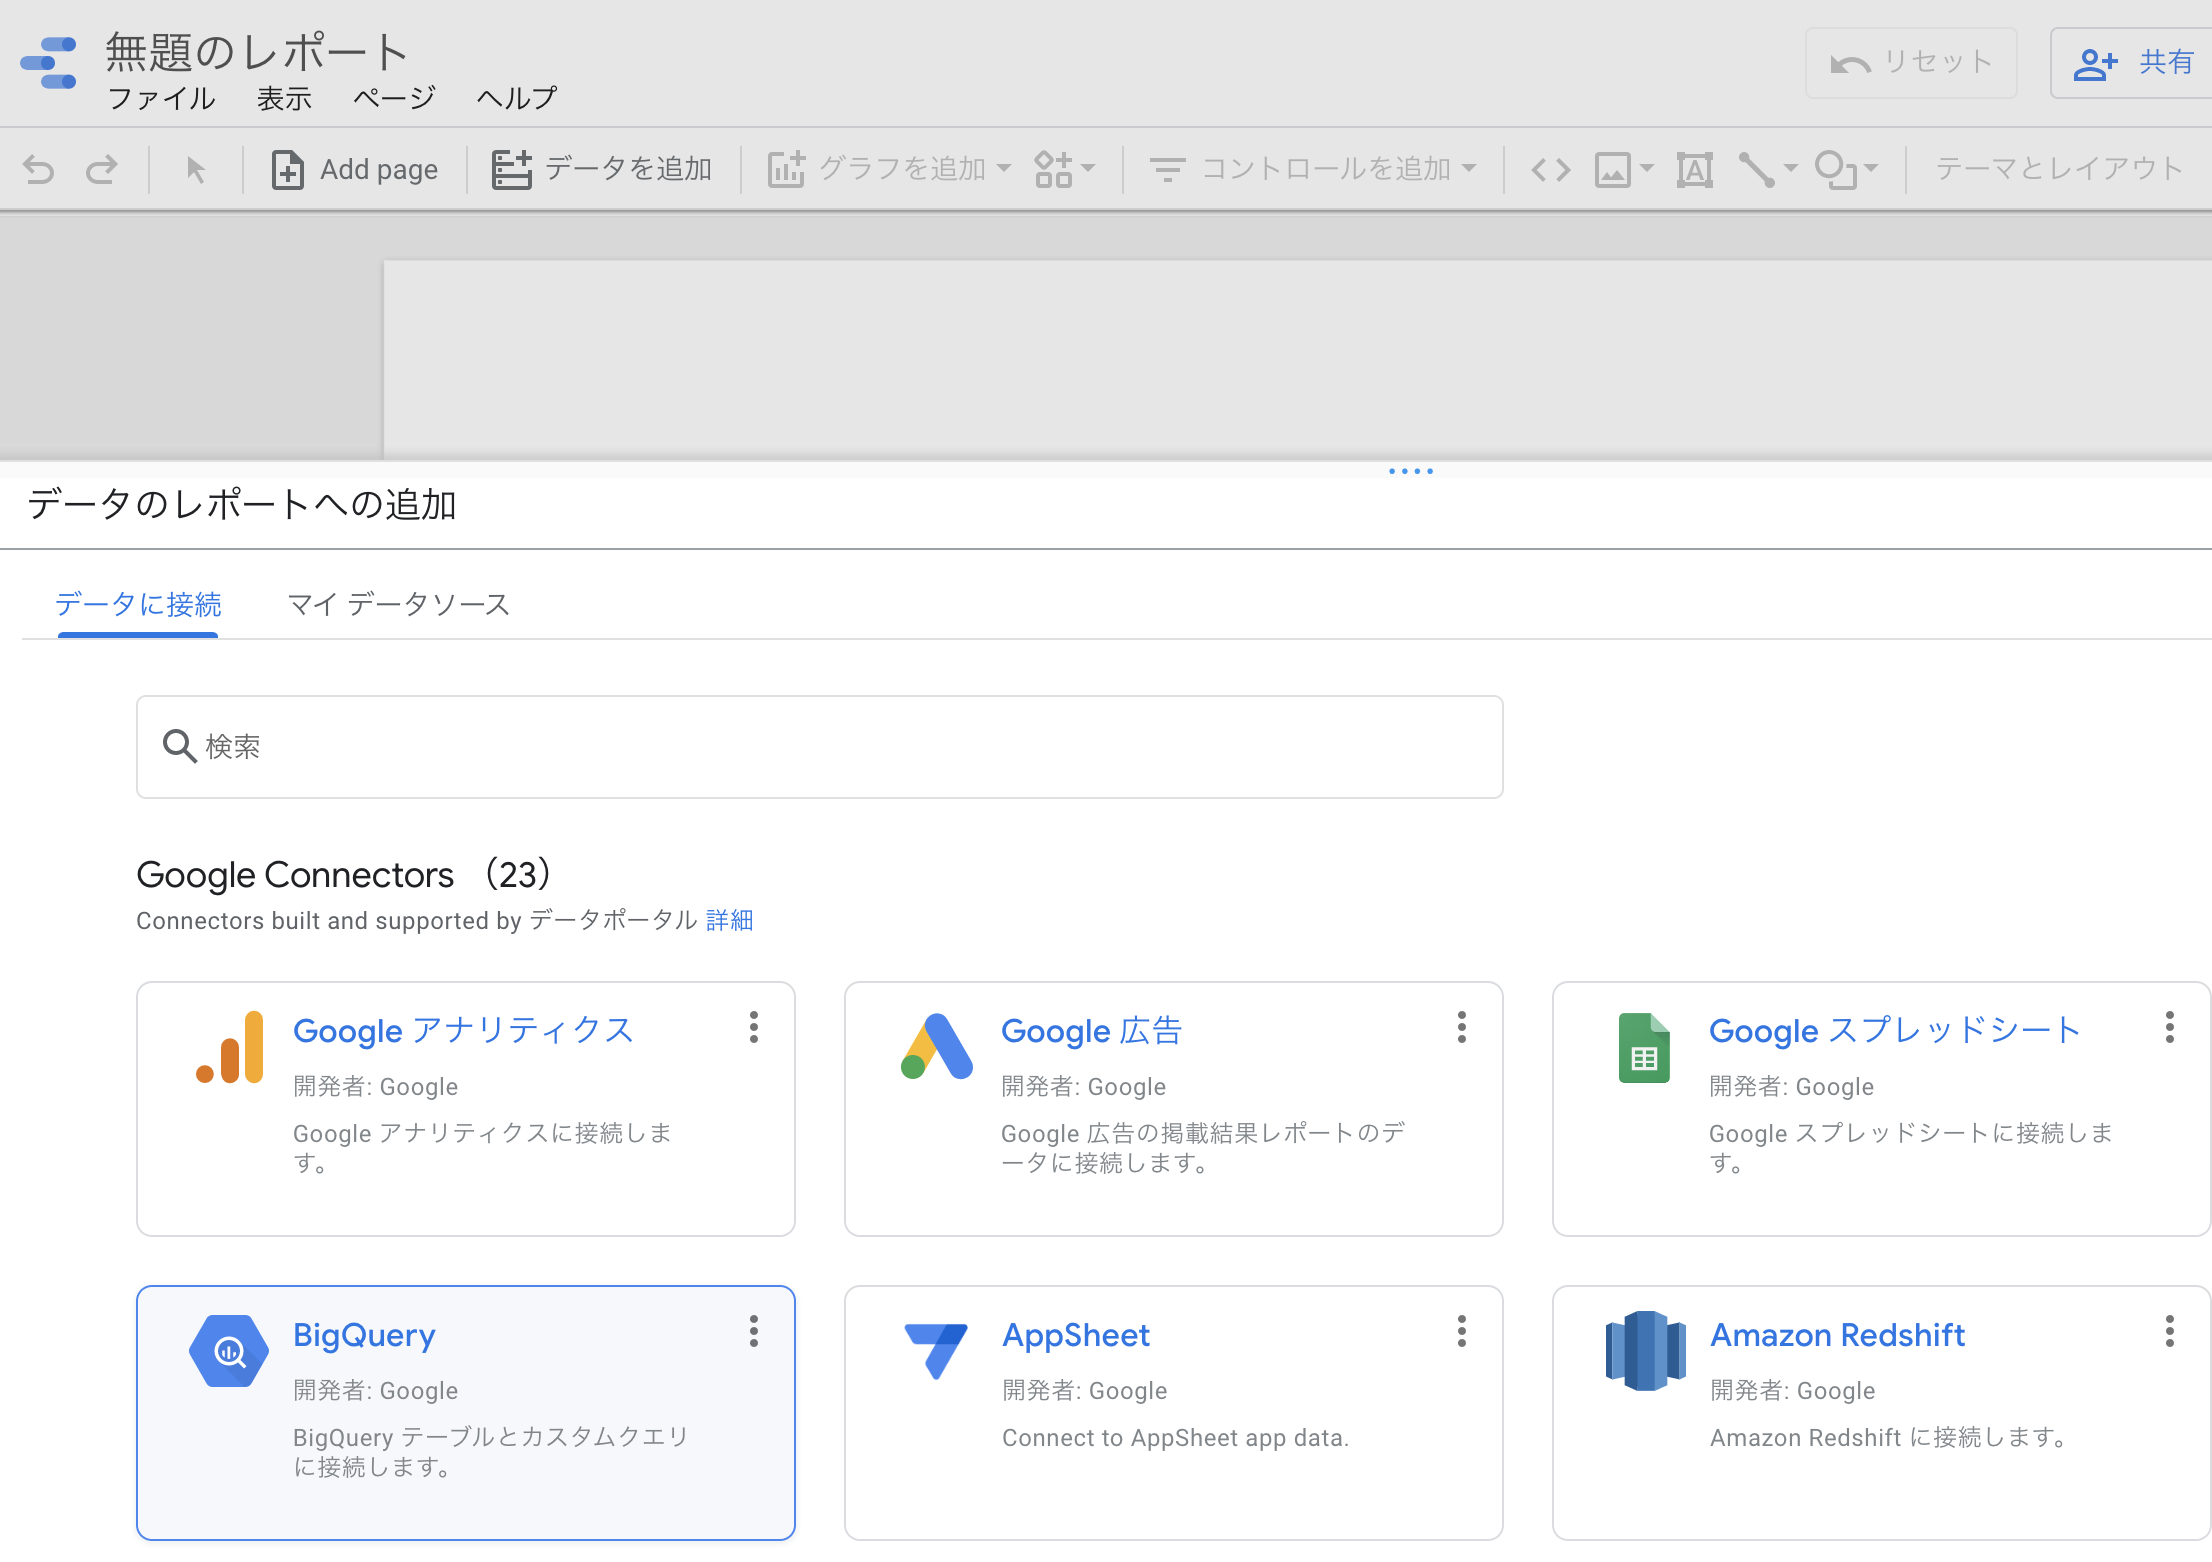 無題のレポート
ファイル 表示 ページ ヘルプ
リセット
共有
Add page
データを追加
グラフを追加
コントロールを追加
テーマとレイアウト
データのレポートへの追加
データに接続
マイ データソース
検索
Google Connectors （23）
Connectors built and supported by データポータル 詳細
Google アナリティクス
開発者: Google
Google アナリティクスに接続しま
す。
Google 広告
開発者: Google
Google 広告の掲載結果レポートのデ
ータに接続します。
Google スプレッドシート
開発者: Google
Google スプレッドシートに接続しま
す。
BigQuery
開発者: Google
BigQuery テーブルとカスタムクエリ
に接続します。
AppSheet
開発者: Google
Connect to AppSheet app data.
Amazon Redshift
開発者: Google
Amazon Redshift に接続します。